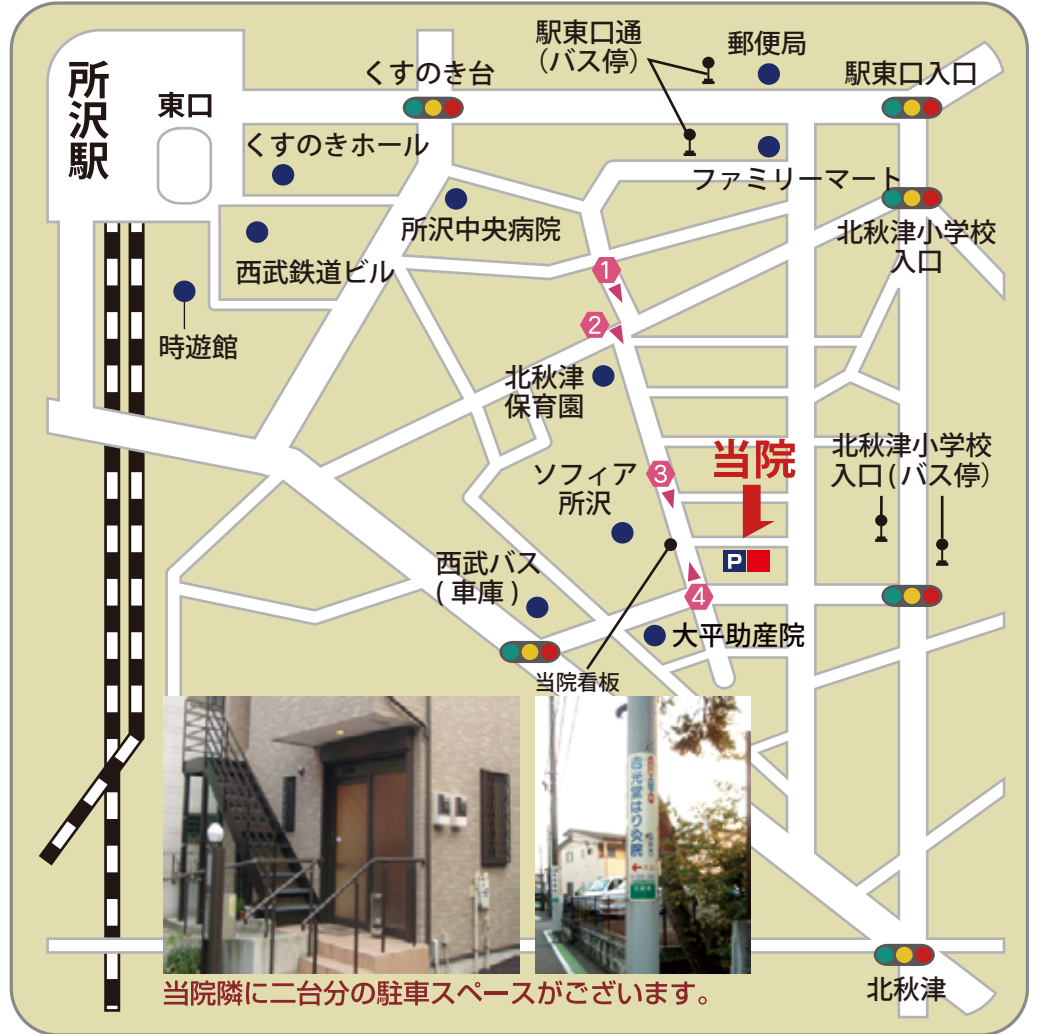 所沢駅
東口
くすのき台
駅東口通
（バス停）
郵便局
駅東口入口
くすのきホール
ファミリーマート
所沢中央病院
北秋津小学校
入口
西武鉄道ビル
1
時遊館
2
北秋津
保育園
当院
北秋津小学校
入口(バス停)
ソフィア
所沢
3
P
西武バス
(車庫)
4
大平助産院
当院看板
吉光堂はり灸院
当院隣に二台分の駐車スペースがございます。
北秋津